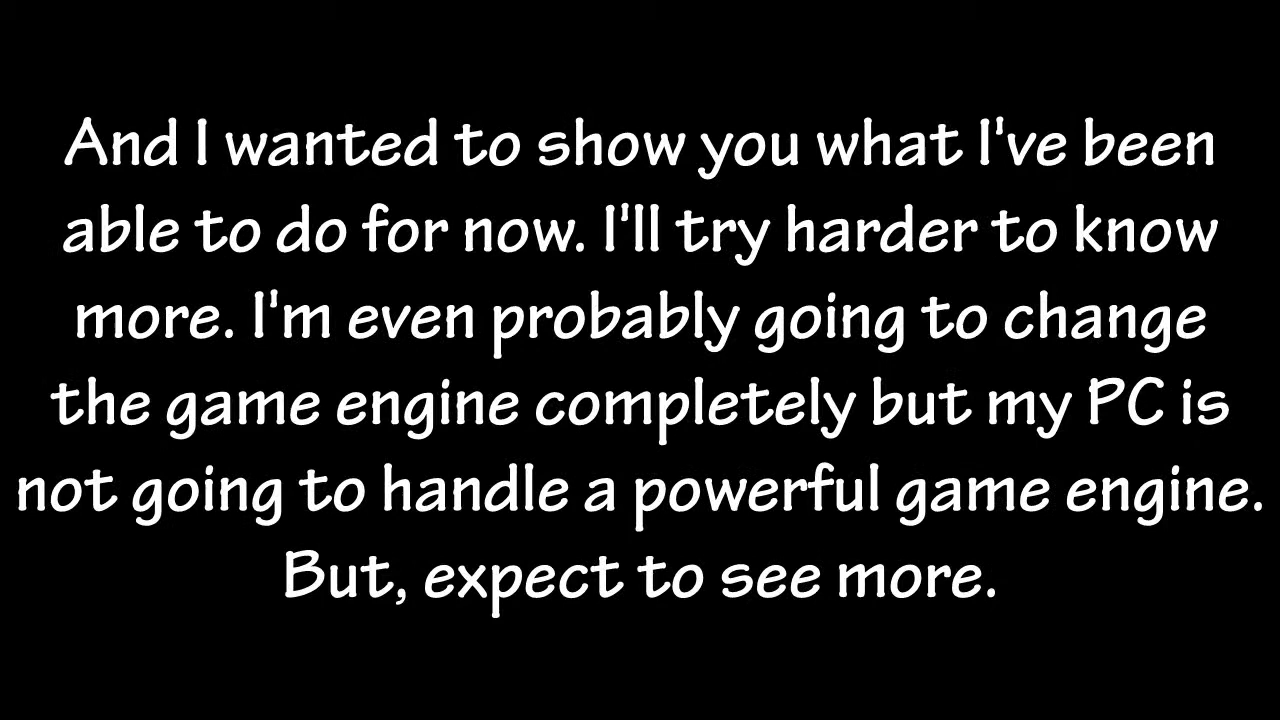 And I wanted to show you what I've been
able to do for now. I'll try harder to know
more. I'm even probably going to change
the game engine completely but my PC is
not going to handle a powerful game engine.
But, expect to see more.